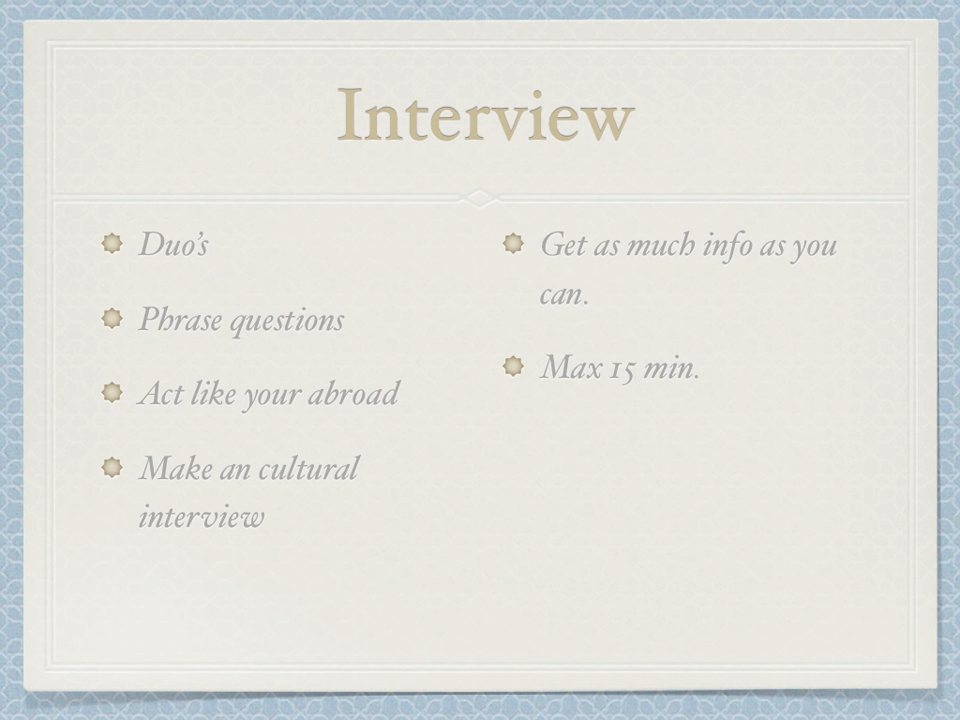 Interview
Duo’s
Phrase questions
Act like your abroad
Make an cultural
interview
Get as much info as you
can.
Max 15 min.